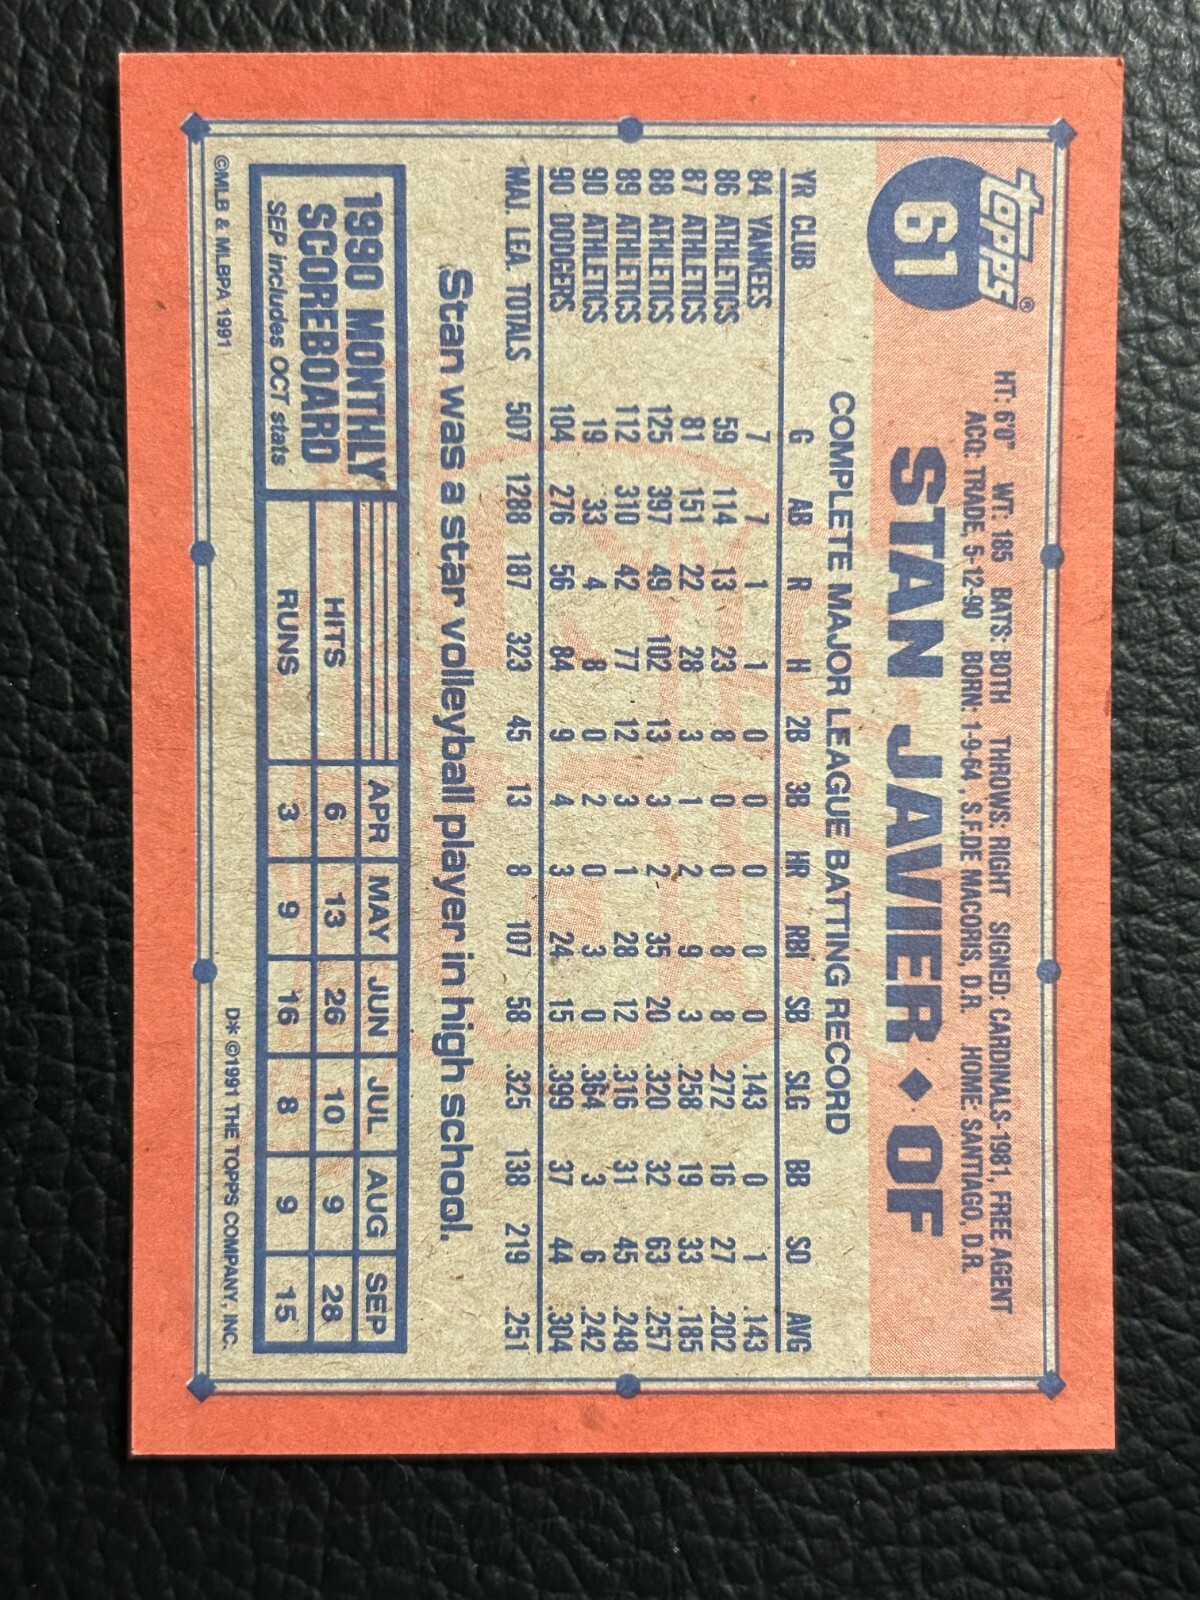 topps®
61
HT: 6'0" WT: 185 BATS: BOTH THROWS: RIGHT SIGNED: CARDINALS-1981, FREE AGENT
ACQ: TRADE, 5-12-90 BORN: 1-9-64, S.F.DE MACORIS, D.R. HOME: SANTIAGO, D.R.
STAN JAVIER ◆ OF
COMPLETE MAJOR LEAGUE BATTING RECORD
YR CLUB G AB R H 2B 3B HR RBI SB SLG BB SO AVG
84 YANKEES 7 7 1 1 0 0 0 0 0 .143 0 1 .143
86 ATHLETICS 59 114 13 23 8 0 0 8 8 .272 16 27 .202
87 ATHLETICS 81 151 22 28 3 1 2 9 3 .258 19 33 .185
88 ATHLETICS 125 397 49 102 13 3 2 35 20 .320 32 63 .257
89 ATHLETICS 112 310 42 77 12 3 1 28 12 .316 31 45 .248
90 ATHLETICS 19 33 4 8 0 2 0 3 0 .364 3 6 .242
90 DODGERS 104 276 56 84 9 4 3 24 15 .399 37 44 .304
MAJ. LEA. TOTALS 507 1288 187 323 45 13 8 107 58 .325 138 219 .251
Stan was a star volleyball player in high school.
1990 MONTHLY
SCOREBOARD
SEP includes OCT stats
APR MAY JUN JUL AUG SEP
HITS 6 13 26 10 9 28
RUNS 3 9 16 8 9 15
©MLB & MLBPA 1991
D* ©1991 THE TOPPS COMPANY, INC.